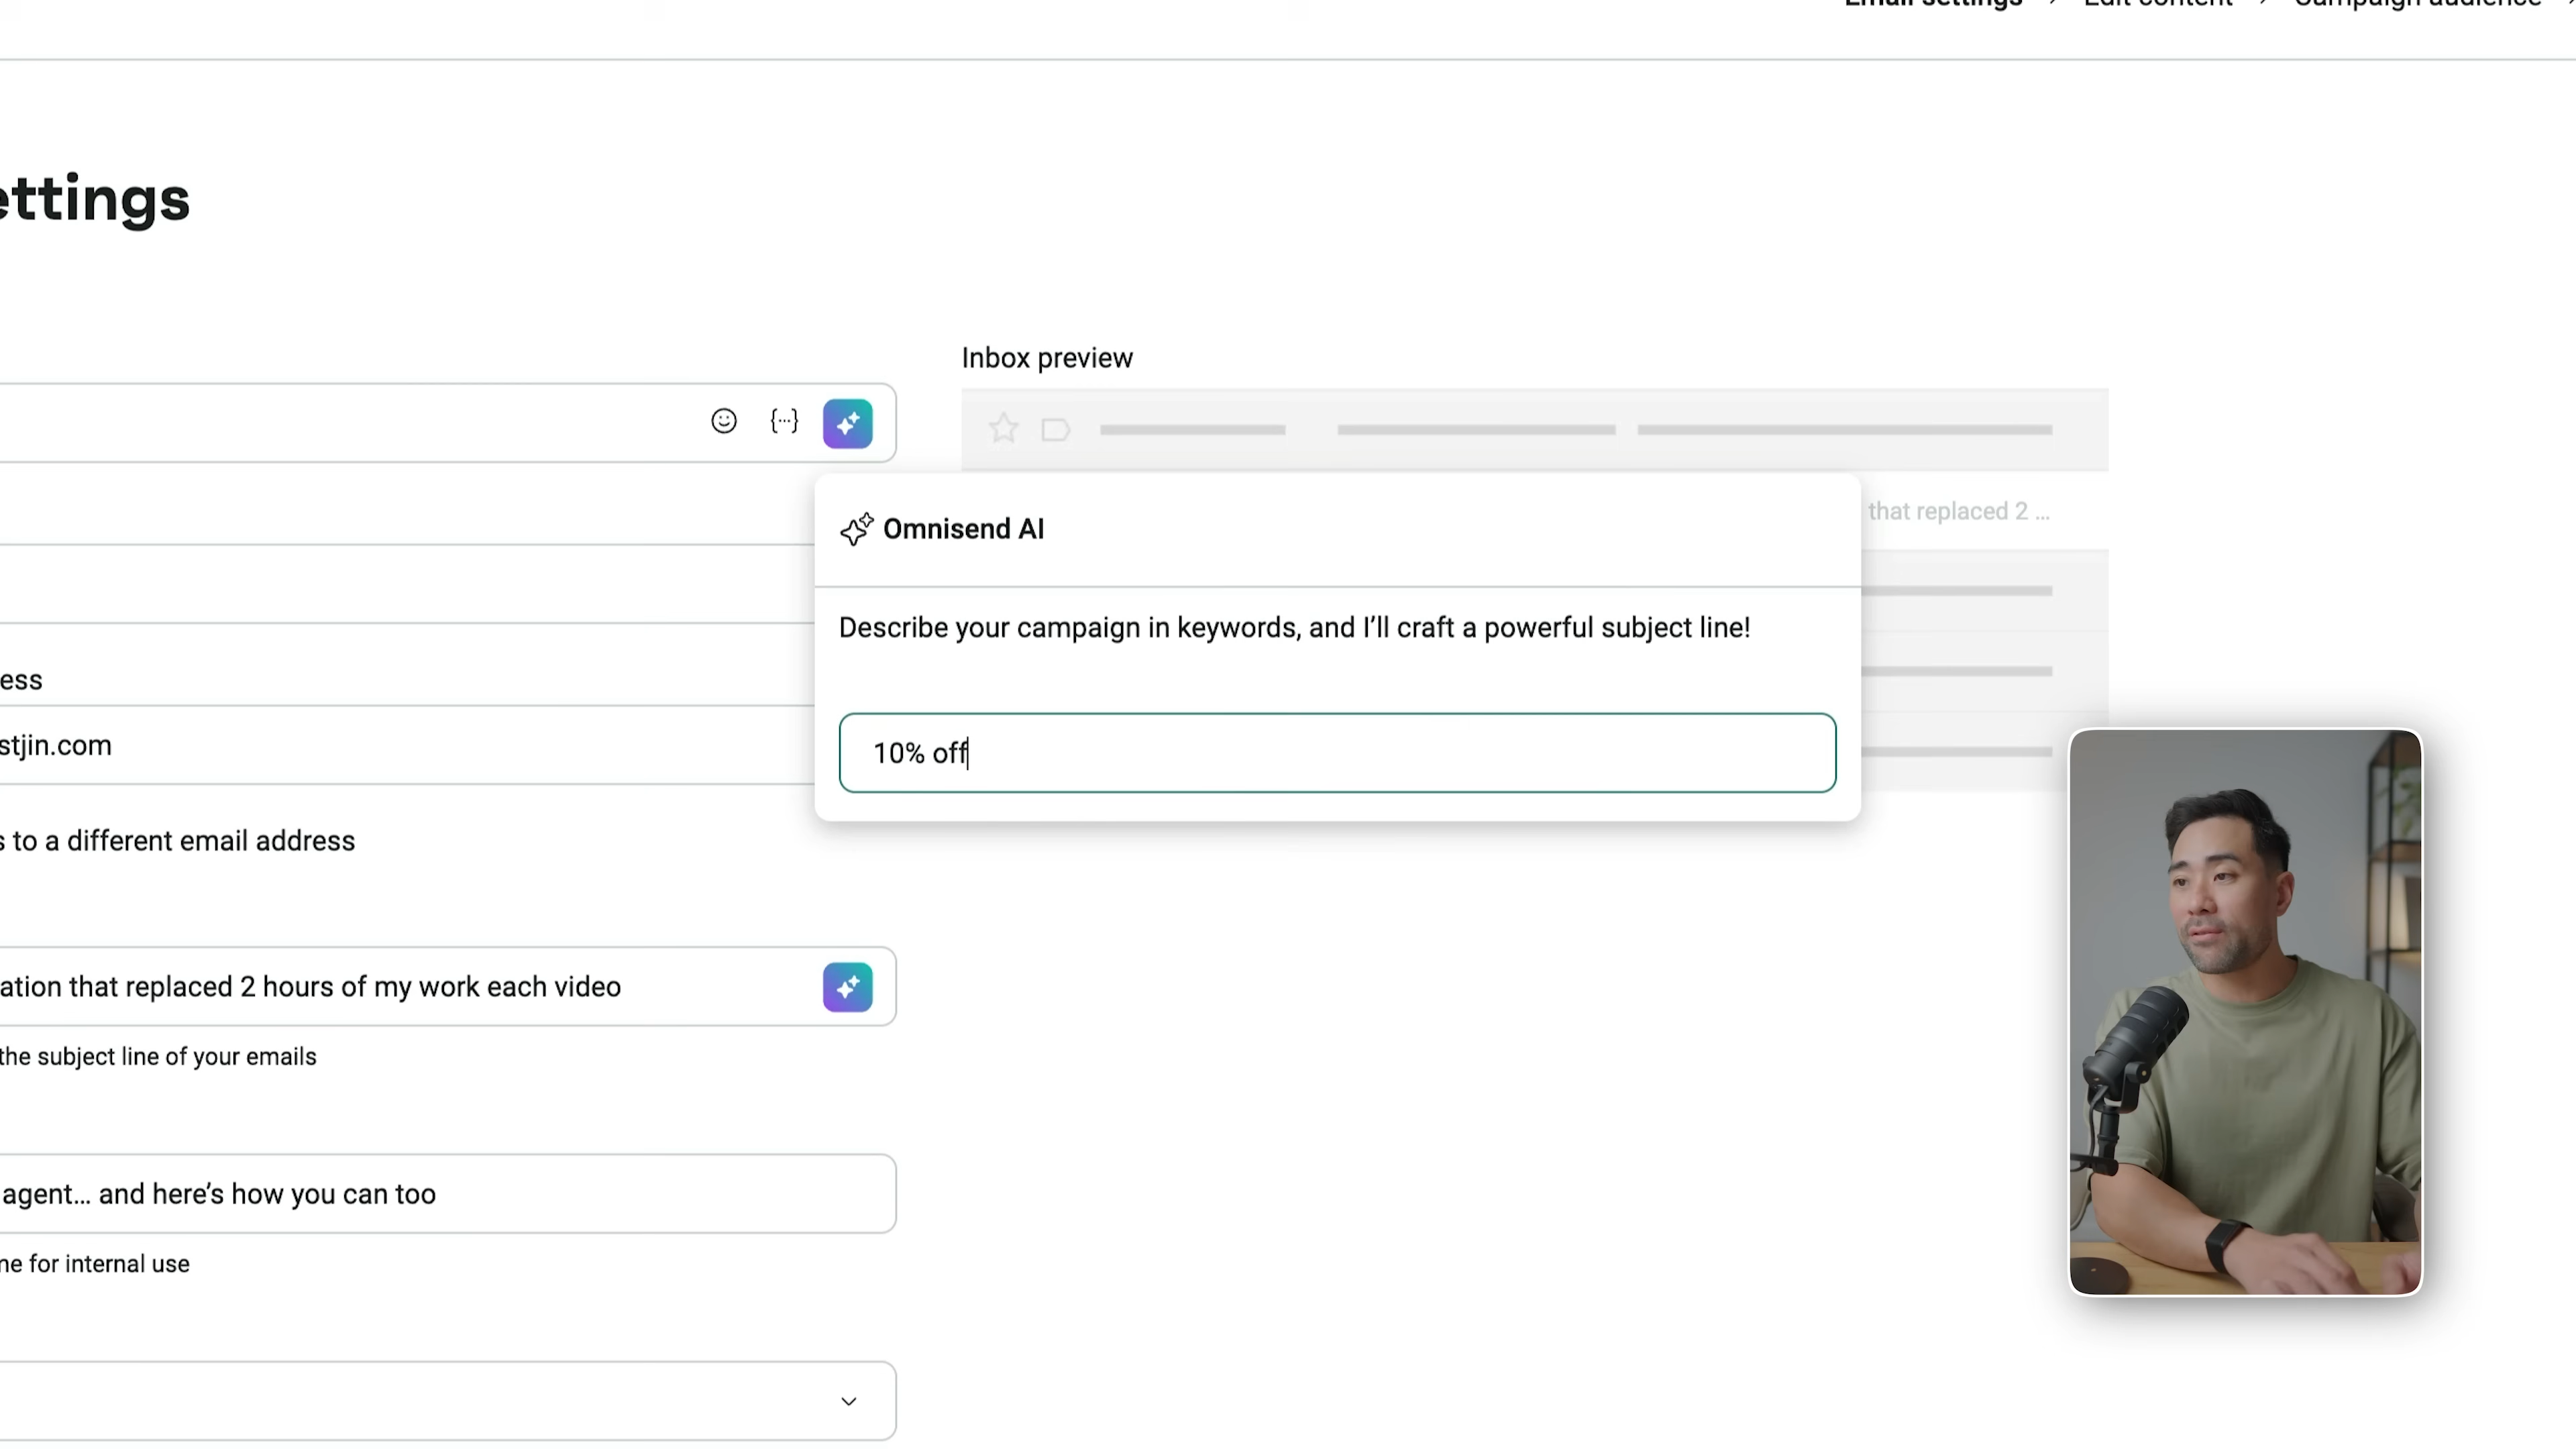 Email settings > Edit content > Campaign audience
ettings
Inbox preview
{...}
Omnisend AI
that replaced 2 ...
Describe your campaign in keywords, and I'll craft a powerful subject line!
ess
10% off
stjin.com
s to a different email address
ation that replaced 2 hours of my work each video
the subject line of your emails
agent... and here's how you can too
ne for internal use